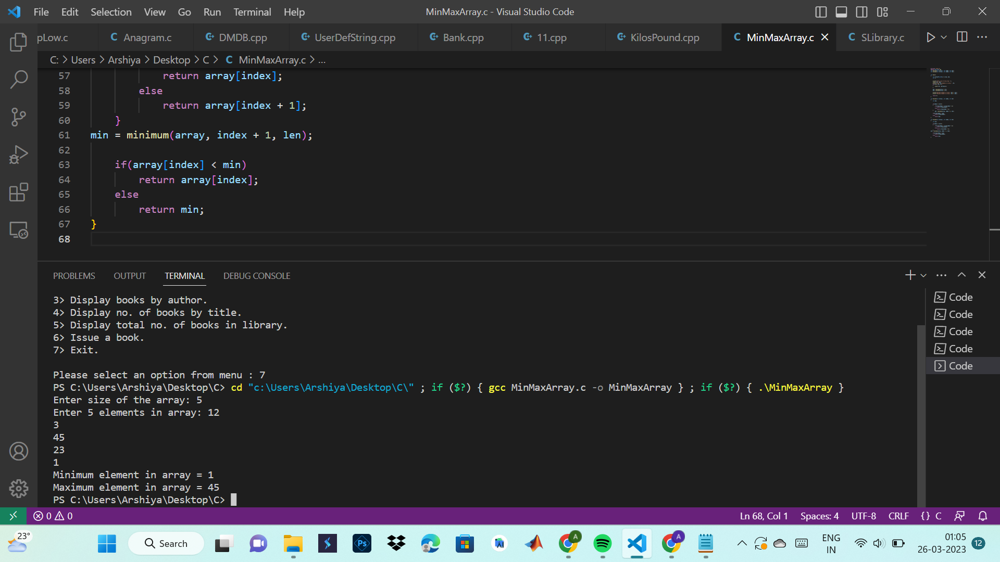 File Edit Selection View Go Run Terminal Help MinMaxArray.c - Visual Studio Code
pLow.c Anagram.c DMDB.cpp UserDefString.cpp Bank.cpp 11.cpp KilosPound.cpp MinMaxArray.c SLibrary.c
C: > Users > Arshiya > Desktop > C > C MinMaxArray.c > ...
57 return array[index];
58 else
59 return array[index + 1];
60 }
61 min = minimum(array, index + 1, len);
62
63 if(array[index] < min)
64 return array[index];
65 else
66 return min;
67 }
68
PROBLEMS OUTPUT TERMINAL DEBUG CONSOLE
3> Display books by author.
4> Display no. of books by title.
5> Display total no. of books in library.
6> Issue a book.
7> Exit.
Please select an option from menu : 7
PS C:\Users\Arshiya\Desktop\C> cd "c:\Users\Arshiya\Desktop\C\" ; if ($?) { gcc MinMaxArray.c -o MinMaxArray } ; if ($?) { .\MinMaxArray }
Enter size of the array: 5
Enter 5 elements in array: 12
3
45
23
1
Minimum element in array = 1
Maximum element in array = 45
PS C:\Users\Arshiya\Desktop\C>
Code
Code
Code
Code
Code
0 0 Ln 68, Col 1 Spaces: 4 UTF-8 CRLF {} C
23° Search Ps A A ENG IN 01:05 26-03-2023 12